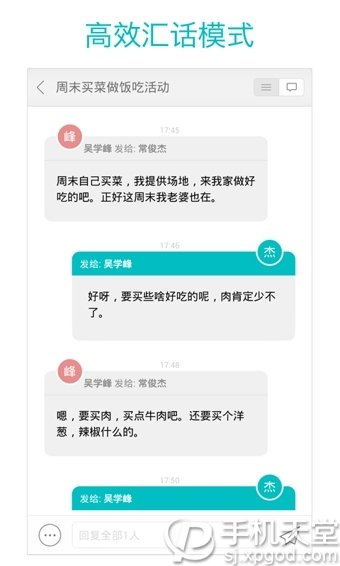 高效汇话模式
周末买菜做饭吃活动
17:45
峰
吴学峰 发给: 常俊杰
周末自己买菜，我提供场地，来我家做好
吃的吧。正好这周末我老婆也在。
17:46
杰
发给: 吴学峰
好呀，要买些啥好吃的呢，肉肯定少不
了。
17:48
峰
吴学峰 发给: 常俊杰
嗯，要买肉，买点牛肉吧。还要买个洋
葱，辣椒什么的。
17:50
杰
发给: 吴学峰
回复全部1人
手机天堂
sj.xpgod.com